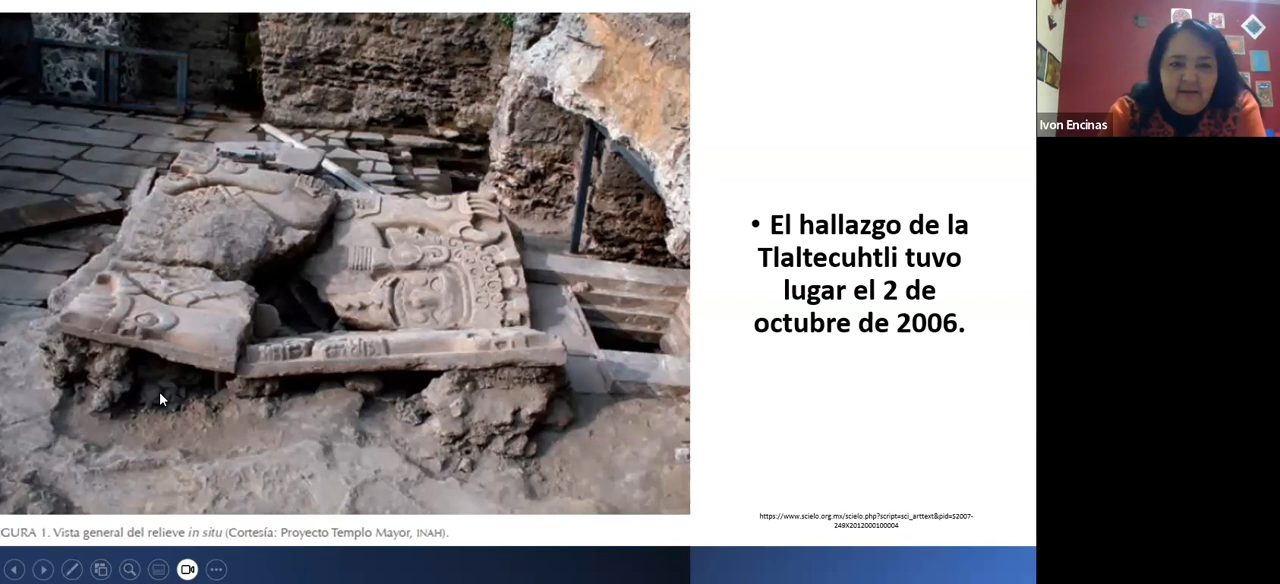 • El hallazgo de la
Tlaltecuhtli tuvo
lugar el 2 de
octubre de 2006.
https://www.scielo.org.mx/scielo.php?script=sci_arttext&pid=S2007-
249X2012000100004
GURA 1. Vista general del relieve in situ (Cortesía: Proyecto Templo Mayor, INAH).
Ivon Encinas